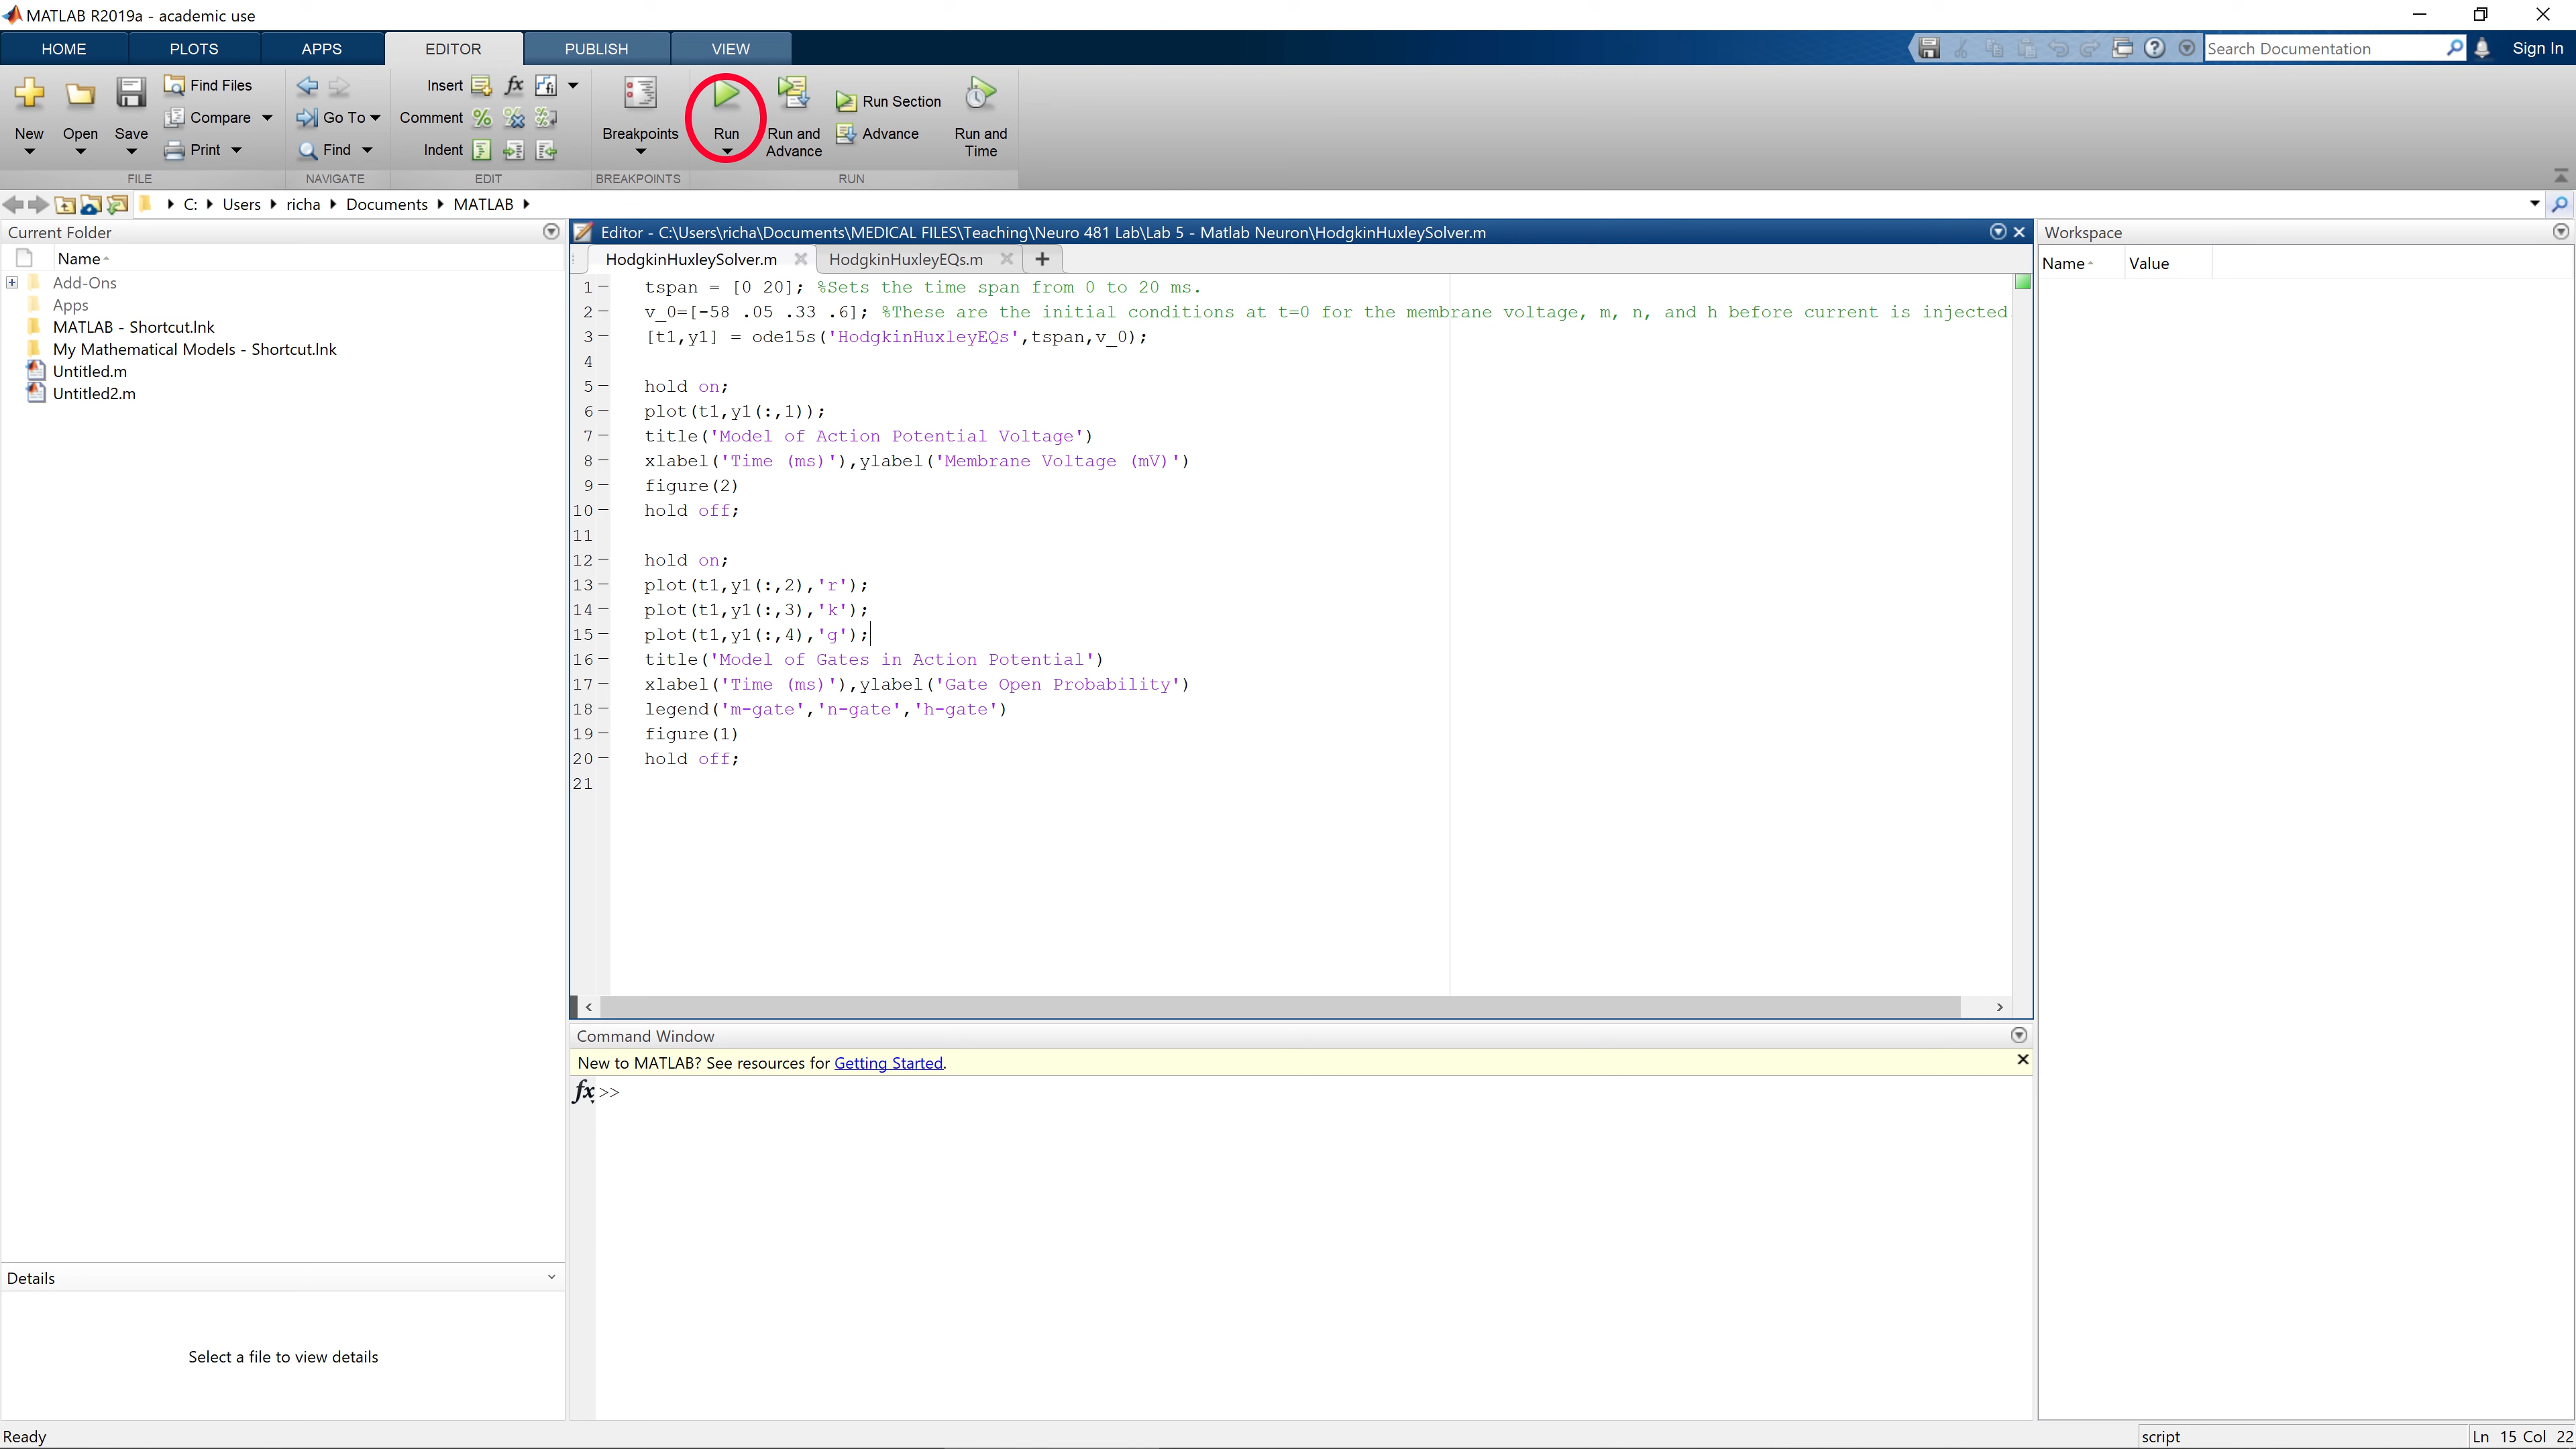 MATLAB R2019a - academic use
HOME PLOTS APPS EDITOR PUBLISH VIEW
Search Documentation
Sign In
New
Open
Save
Find Files
Compare
Print
FILE
Go To
Find
NAVIGATE
Insert fx
Comment
Indent
EDIT
Breakpoints
BREAKPOINTS
Run
Run and
Advance
Run Section
Advance
Run and
Time
RUN
C: Users richa Documents MATLAB
Current Folder
Name
Add-Ons
Apps
MATLAB - Shortcut.lnk
My Mathematical Models - Shortcut.lnk
Untitled.m
Untitled2.m
Details
Select a file to view details
Editor - C:\Users\richa\Documents\MEDICAL FILES\Teaching\Neuro 481 Lab\Lab 5 - Matlab Neuron\HodgkinHuxleySolver.m
HodgkinHuxleySolver.m HodgkinHuxleyEQs.m +
1 tspan = [0 20]; %Sets the time span from 0 to 20 ms.
2 v_0=[-58 .05 .33 .6]; %These are the initial conditions at t=0 for the membrane voltage, m, n, and h before current is injected
3 [t1,y1] = ode15s('HodgkinHuxleyEQs',tspan,v_0);
4
5 hold on;
6 plot(t1,y1(:,1));
7 title('Model of Action Potential Voltage')
8 xlabel('Time (ms)'),ylabel('Membrane Voltage (mV)')
9 figure(2)
10 hold off;
11
12 hold on;
13 plot(t1,y1(:,2),'r');
14 plot(t1,y1(:,3),'k');
15 plot(t1,y1(:,4),'g');
16 title('Model of Gates in Action Potential')
17 xlabel('Time (ms)'),ylabel('Gate Open Probability')
18 legend('m-gate','n-gate','h-gate')
19 figure(1)
20 hold off;
21
Command Window
New to MATLAB? See resources for Getting Started.
fx >>
Workspace
Name Value
Ready
script
Ln 15 Col 22